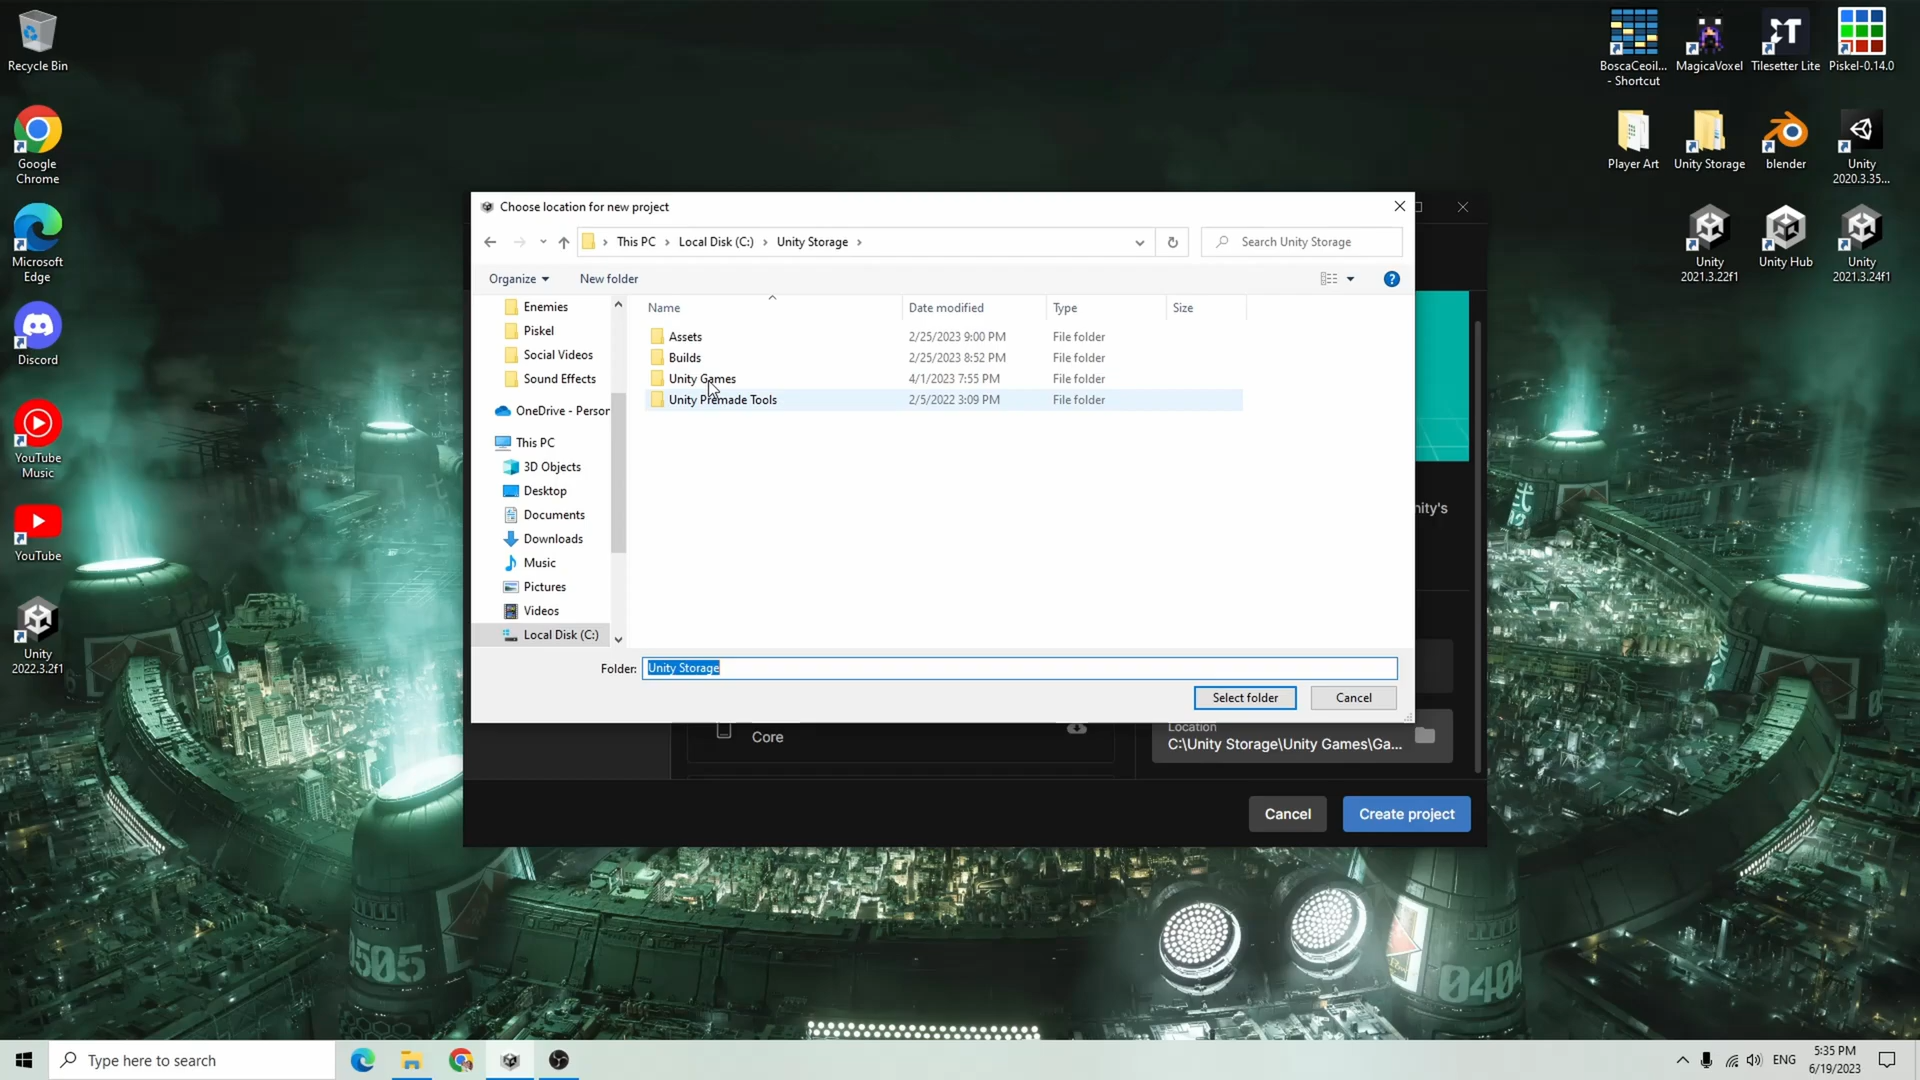 Recycle Bin
Google
Chrome
Microsoft
Edge
Discord
YouTube
Music
YouTube
Unity
2022.3.2f1
BoscaCeoil...
- Shortcut
MagicaVoxel
Tilesetter Lite
Piskel-0.14.0
Player Art
Unity Storage
blender
Unity
2020.3.35...
Unity
2021.3.22f1
Unity Hub
Unity
2021.3.24f1
Choose location for new project
This PC
Local Disk (C:)
Unity Storage
Search Unity Storage
Organize
New folder
Enemies
Piskel
Social Videos
Sound Effects
OneDrive - Person
This PC
3D Objects
Desktop
Documents
Downloads
Music
Pictures
Videos
Local Disk (C:)
Name Date modified Type Size
Assets 2/25/2023 9:00 PM File folder
Builds 2/25/2023 8:52 PM File folder
Unity Games 4/1/2023 7:55 PM File folder
Unity Premade Tools 2/5/2022 3:09 PM File folder
Folder: Unity Storage
Select folder Cancel
nity's
Core
Location
C:\Unity Storage\Unity Games\Ga...
Cancel
Create project
0505
0404
Type here to search
ENG
5:35 PM
6/19/2023